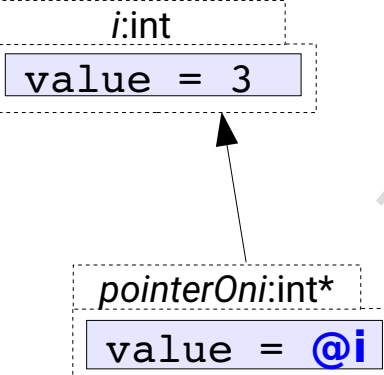 i:int
value = 3
pointerOni:int*
value = @i